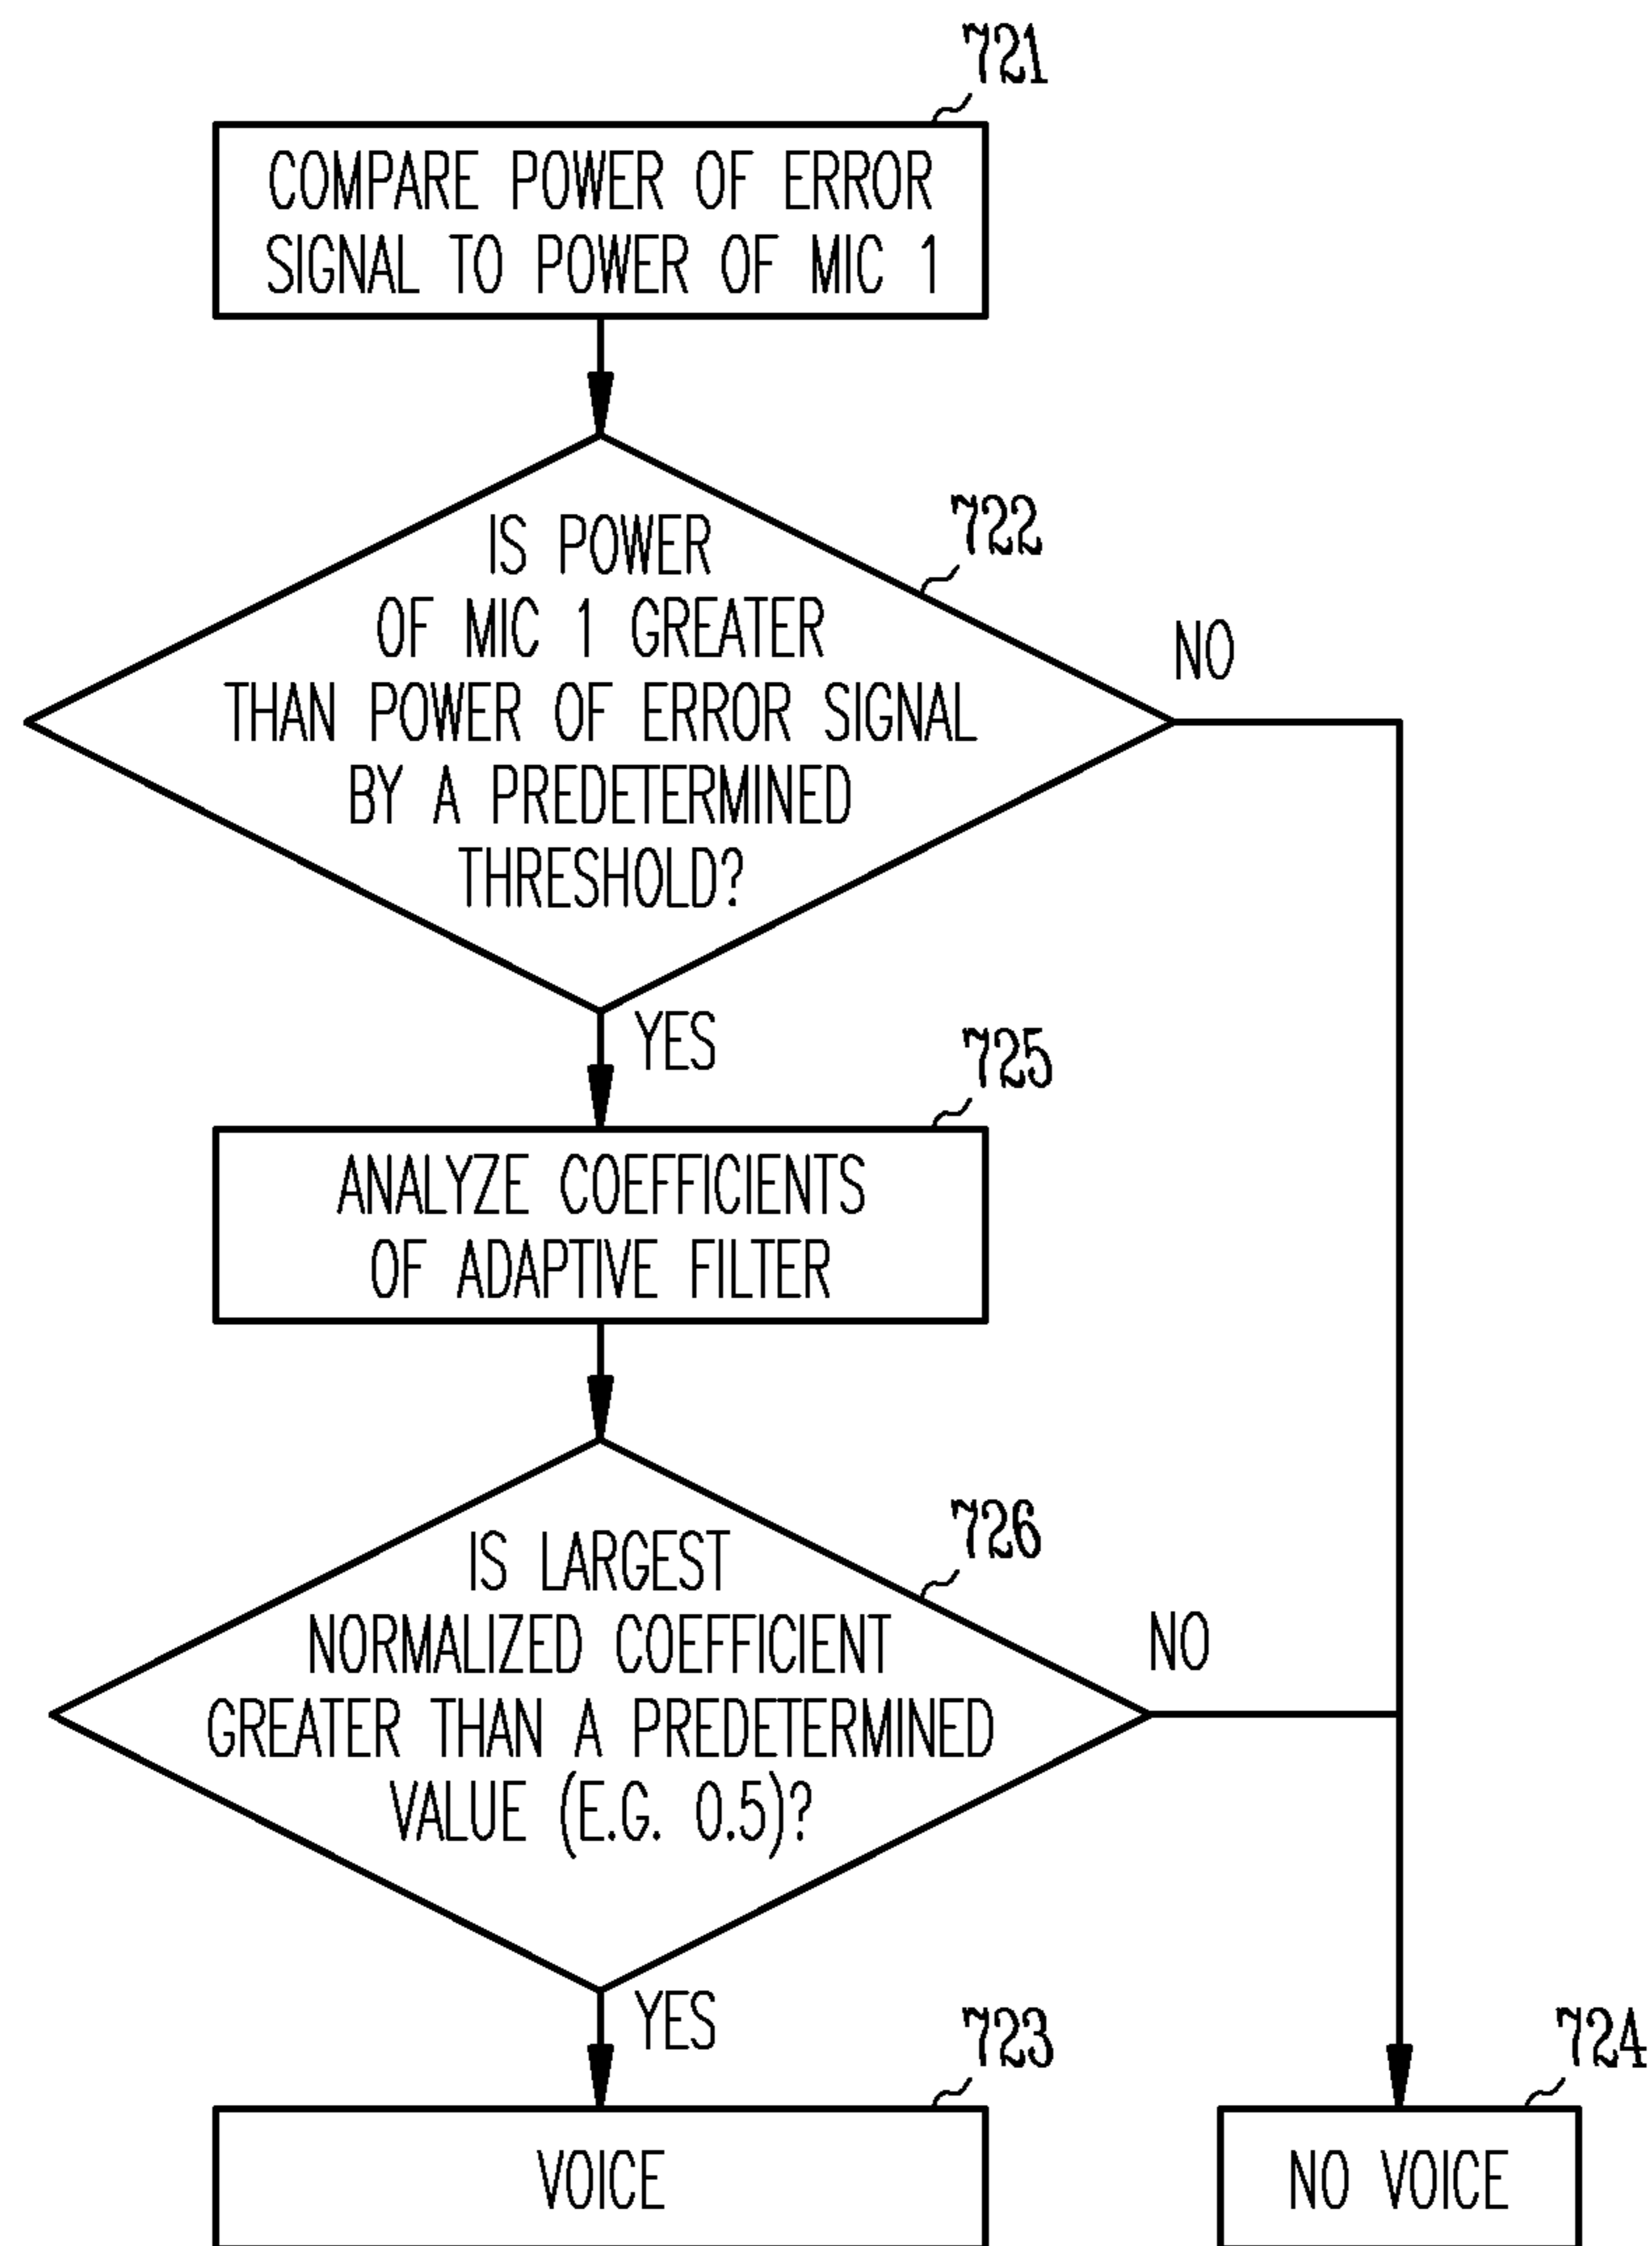 721
COMPARE POWER OF ERROR
SIGNAL TO POWER OF MIC 1
722
IS POWER
OF MIC 1 GREATER
THAN POWER OF ERROR SIGNAL
BY A PREDETERMINED
THRESHOLD?
NO
YES
725
ANALYZE COEFFICIENTS
OF ADAPTIVE FILTER
726
IS LARGEST
NORMALIZED COEFFICIENT
GREATER THAN A PREDETERMINED
VALUE (E.G. 0.5)?
NO
YES
723
VOICE
724
NO VOICE